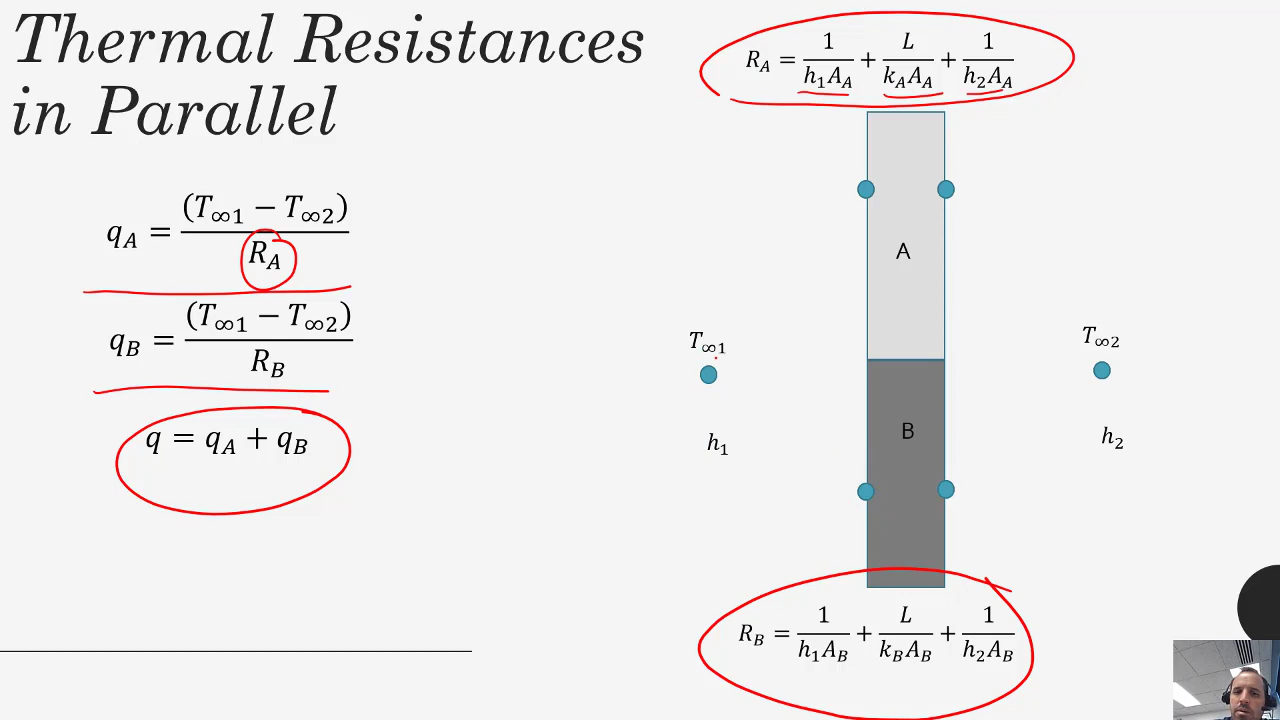 Thermal Resistances
in Parallel
R_A = 1/(h_1 A_A) + L/(k_A A_A) + 1/(h_2 A_A)
q_A = (T_∞1 − T_∞2)/R_A
A
q_B = (T_∞1 − T_∞2)/R_B
T_∞1
T_∞2
q = q_A + q_B
B
h_1
h_2
R_B = 1/(h_1 A_B) + L/(k_B A_B) + 1/(h_2 A_B)